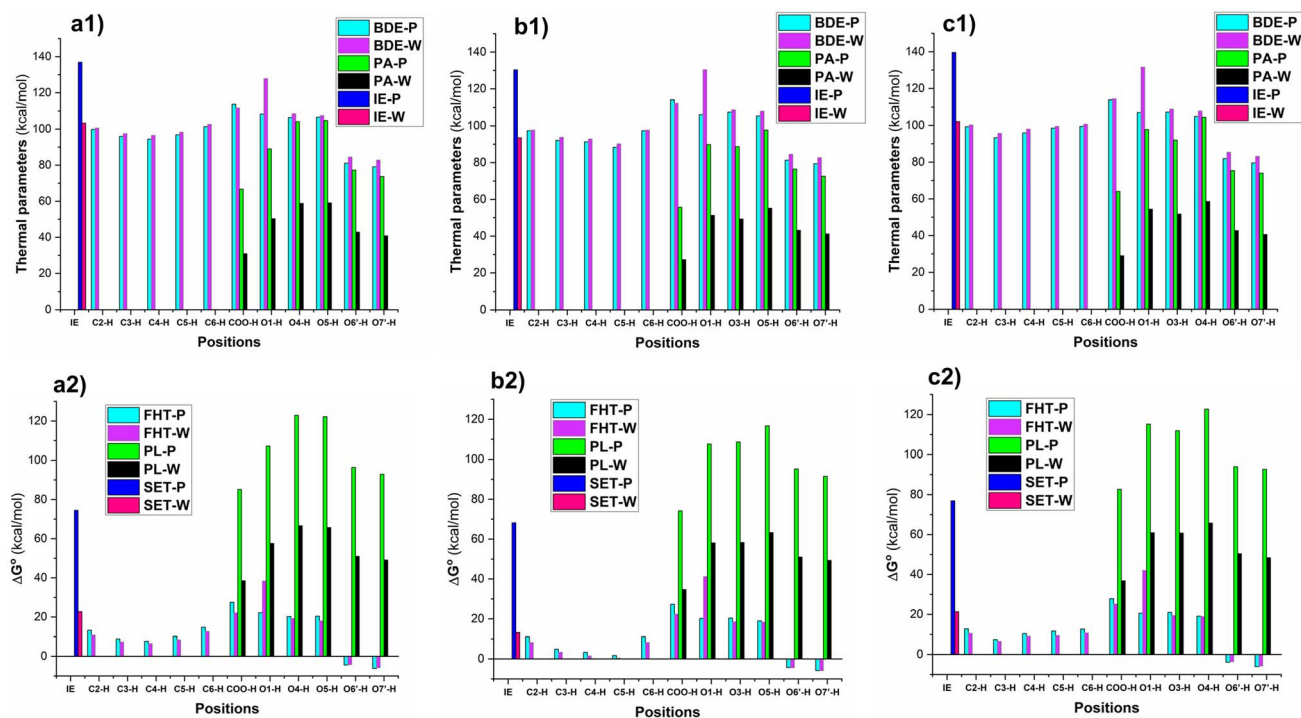 a1)
BDE-P
BDE-W
PA-P
PA-W
IE-P
IE-W
Thermal parameters (kcal/mol)
140
120
100
80
60
40
20
0
IE C2-H C3-H C4-H C5-H C6-H COO-H O1-H O4-H O5-H O6'-H O7'-H
Positions
b1)
BDE-P
BDE-W
PA-P
PA-W
IE-P
IE-W
Thermal parameters (kcal/mol)
140
120
100
80
60
40
20
0
IE C2-H C3-H C4-H C5-H C6-H COO-H O1-H O3-H O5-H O6'-H O7'-H
Positions
c1)
BDE-P
BDE-W
PA-P
PA-W
IE-P
IE-W
Thermal parameters (kcal/mol)
140
120
100
80
60
40
20
0
IE C2-H C3-H C4-H C5-H C6-H COO-H O1-H O3-H O4-H O6'-H O7'-H
Positions
a2)
FHT-P
FHT-W
PL-P
PL-W
SET-P
SET-W
ΔGº (kcal/mol)
120
100
80
60
40
20
0
IE C2-H C3-H C4-H C5-H C6-H COO-H O1-H O4-H O5-H O6'-H O7'-H
Positions
b2)
FHT-P
FHT-W
PL-P
PL-W
SET-P
SET-W
ΔGº (kcal/mol)
120
100
80
60
40
20
0
IE C2-H C3-H C4-H C5-H C6-H COO-H O1-H O3-H O5-H O6'-H O7'-H
Positions
c2)
FHT-P
FHT-W
PL-P
PL-W
SET-P
SET-W
ΔGº (kcal/mol)
120
100
80
60
40
20
0
IE C2-H C3-H C4-H C5-H C6-H COO-H O1-H O3-H O4-H O6'-H O7'-H
Positions